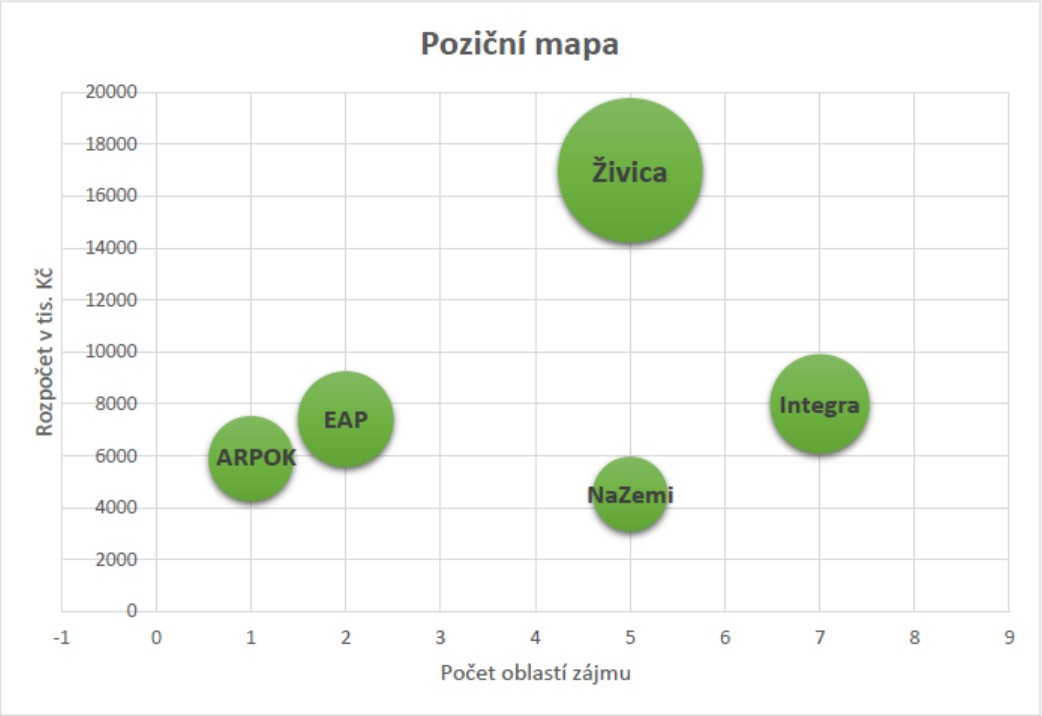 Poziční mapa
20000
18000
Živica
16000
14000
12000
Rozpočet v tis. Kč
10000
8000
Integra
EAP
6000
ARPOK
NaZemi
4000
2000
0
-1 0 1 2 3 4 5 6 7 8 9
Počet oblastí zájmu